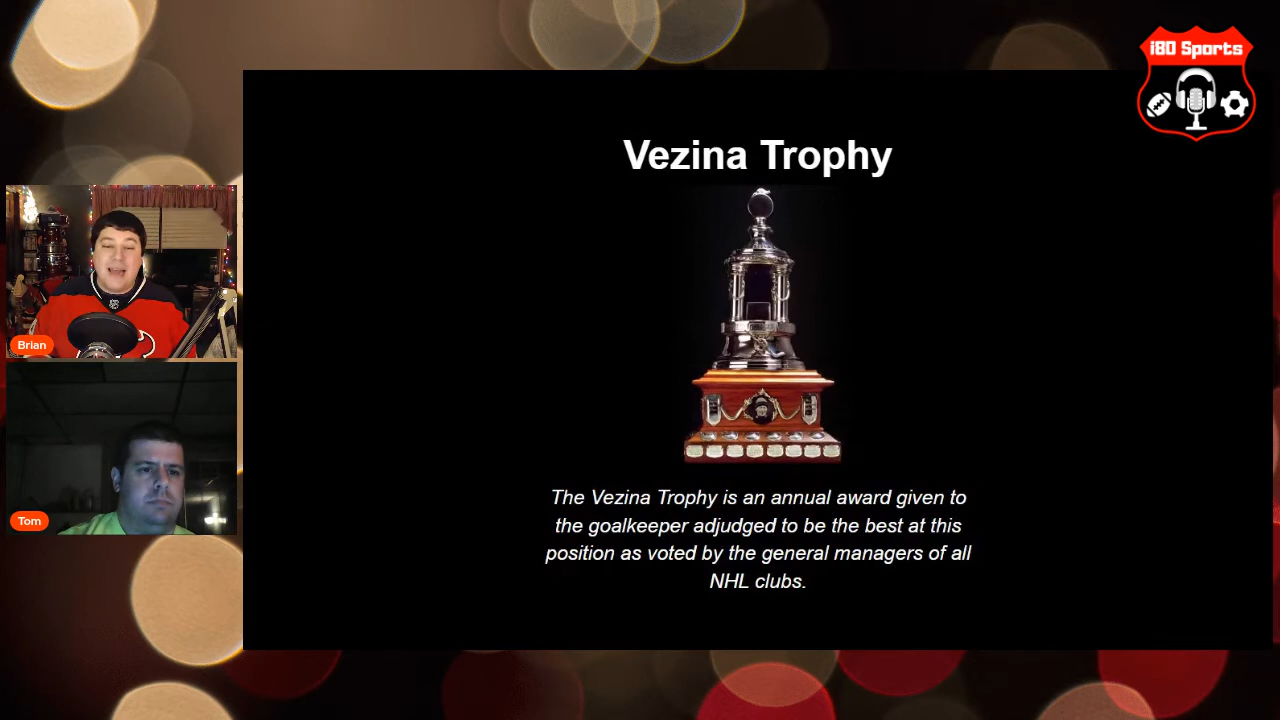 i80 Sports
Vezina Trophy
Brian
Tom
The Vezina Trophy is an annual award given to
the goalkeeper adjudged to be the best at this
position as voted by the general managers of all
NHL clubs.